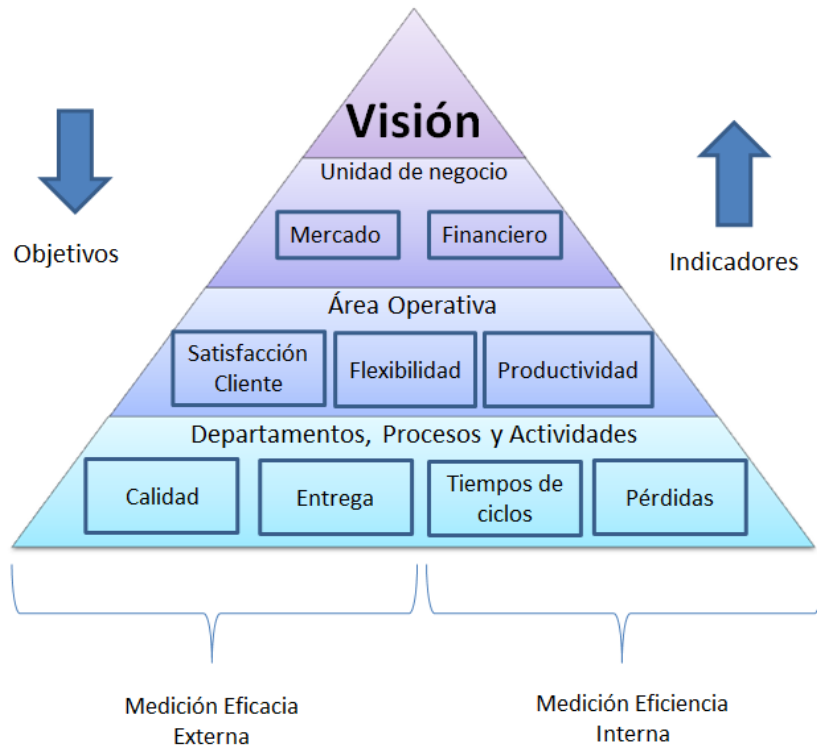 Visión
Unidad de negocio
Mercado
Financiero
Objetivos
Indicadores
Área Operativa
Satisfacción
Cliente
Flexibilidad
Productividad
Departamentos, Procesos y Actividades
Calidad
Entrega
Tiempos de
ciclos
Pérdidas
Medición Eficacia
Externa
Medición Eficiencia
Interna